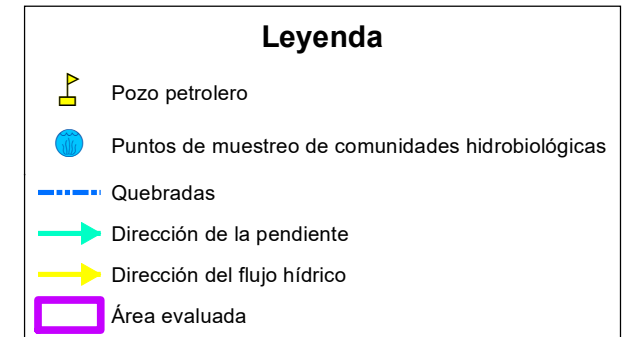 Leyenda
Pozo petrolero
Puntos de muestreo de comunidades hidrobiológicas
Quebradas
Dirección de la pendiente
Dirección del flujo hídrico
Área evaluada